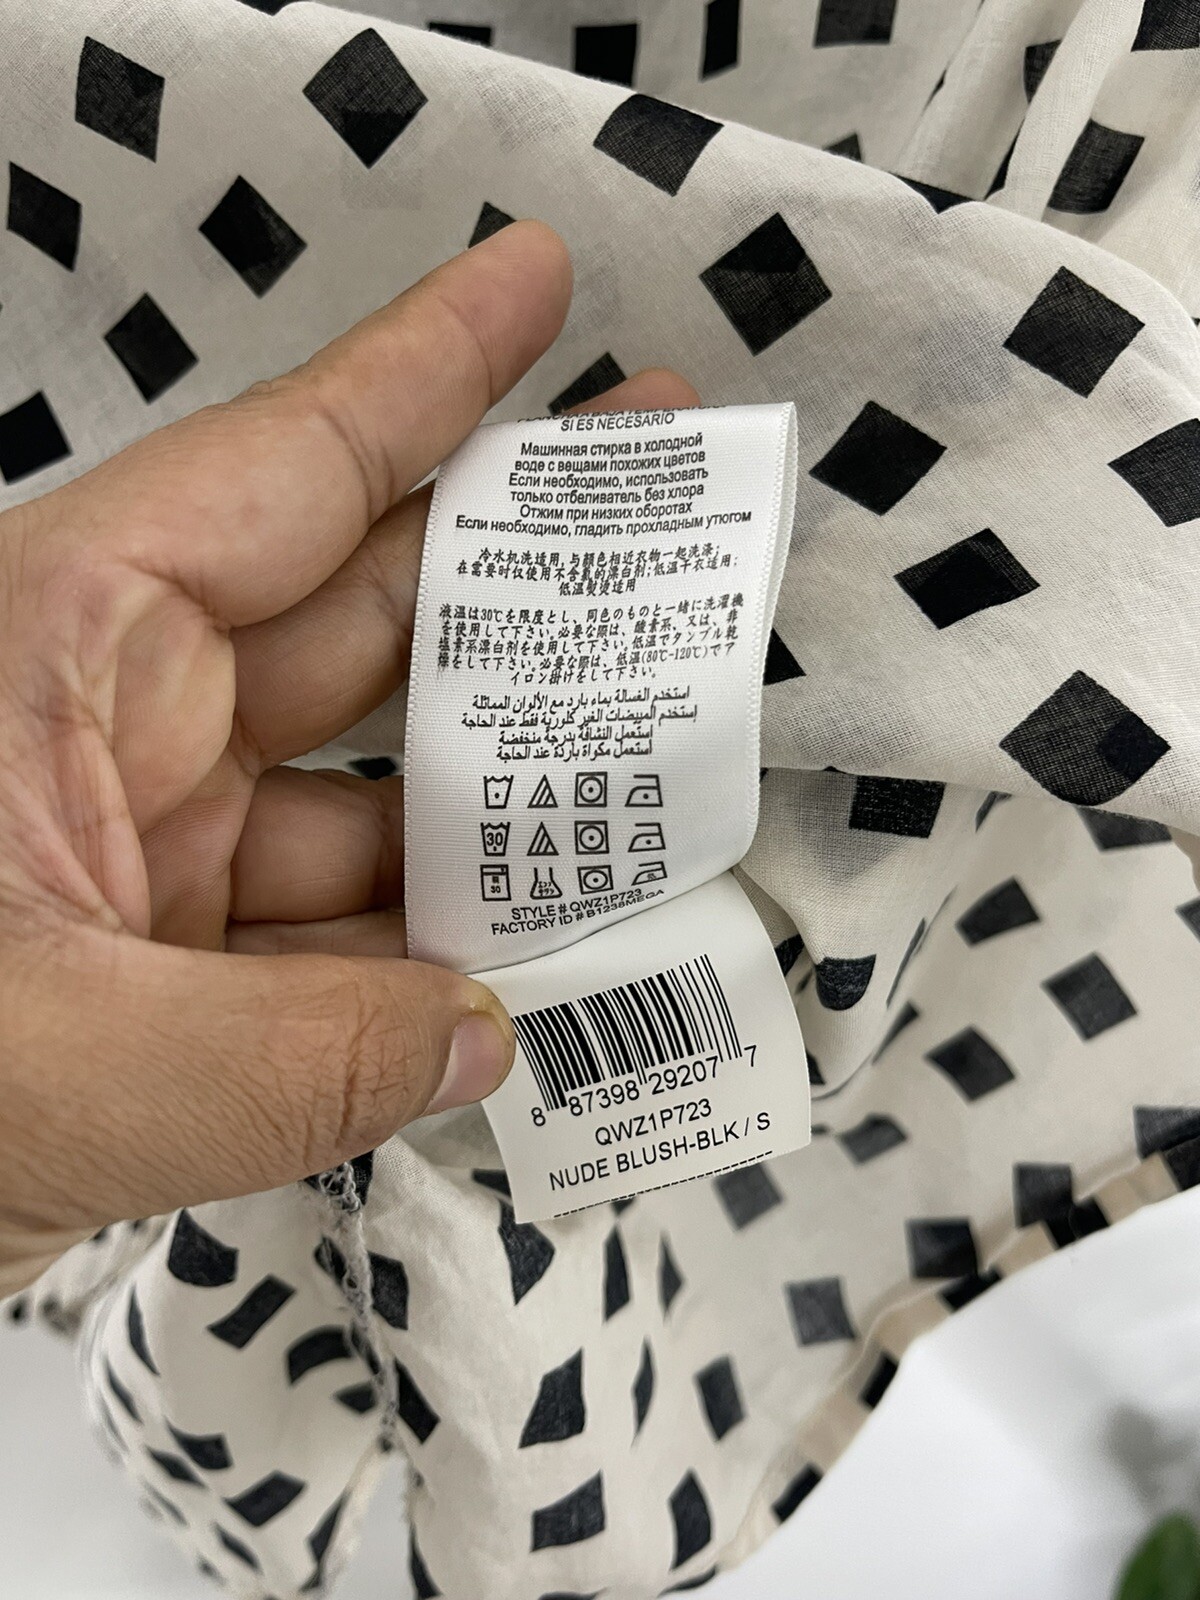 PLANCHA A BAJA TEMPERATURA
SI ES NECESARIO
Машинная стирка в холодной
воде с вещами похожих цветов
Если необходимо, использовать
только отбеливатель без хлора
Отжим при низких оборотах
Если необходимо, гладить прохладным утюгом
冷水机洗适用,与顏色相近衣物一起洗涤;
在需要时仅使用不含氯的漂白剂;低温干衣适用;
低温熨烫适用
液温は30℃を限度とし、同色のものと一緒に洗濯機
を使用して下さい。必要な際は、酸素系、又は、非
塩素系漂白剤を使用して下さい。低温でタンブル乾
燥をして下さい。必要な際は、低温(80℃-120℃)でア
イロン掛けをして下さい。
استخدم الغسالة بماء بارد مع الألوان المماثلة
إستخدم المبيضات الغير كلورية فقط عند الحاجة
إستعمل النشافة بدرجة منخفضة
إستعمل مكواة باردة عند الحاجة
30
30
STYLE # QWZ1P723
FACTORY ID # B1238MEGA
8 87398 29207 7
QWZ1P723
NUDE BLUSH-BLK / S